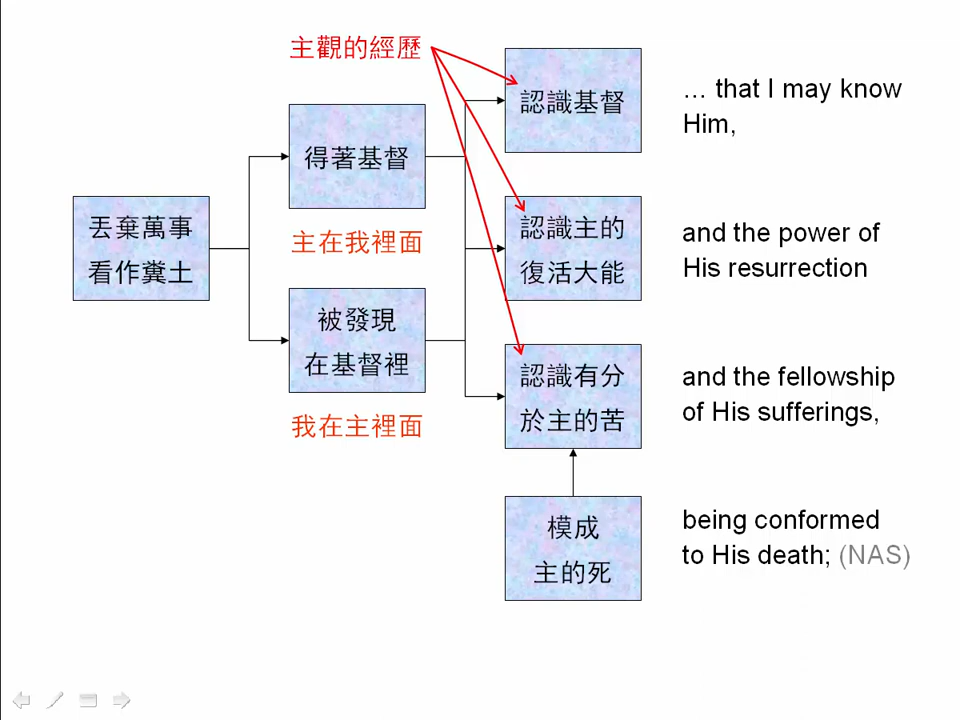 主觀的經歷
丟棄萬事
看作糞土
得著基督
主在我裡面
被發現
在基督裡
我在主裡面
認識基督
… that I may know
Him,
認識主的
復活大能
and the power of
His resurrection
認識有分
於主的苦
and the fellowship
of His sufferings,
模成
主的死
being conformed
to His death; (NAS)